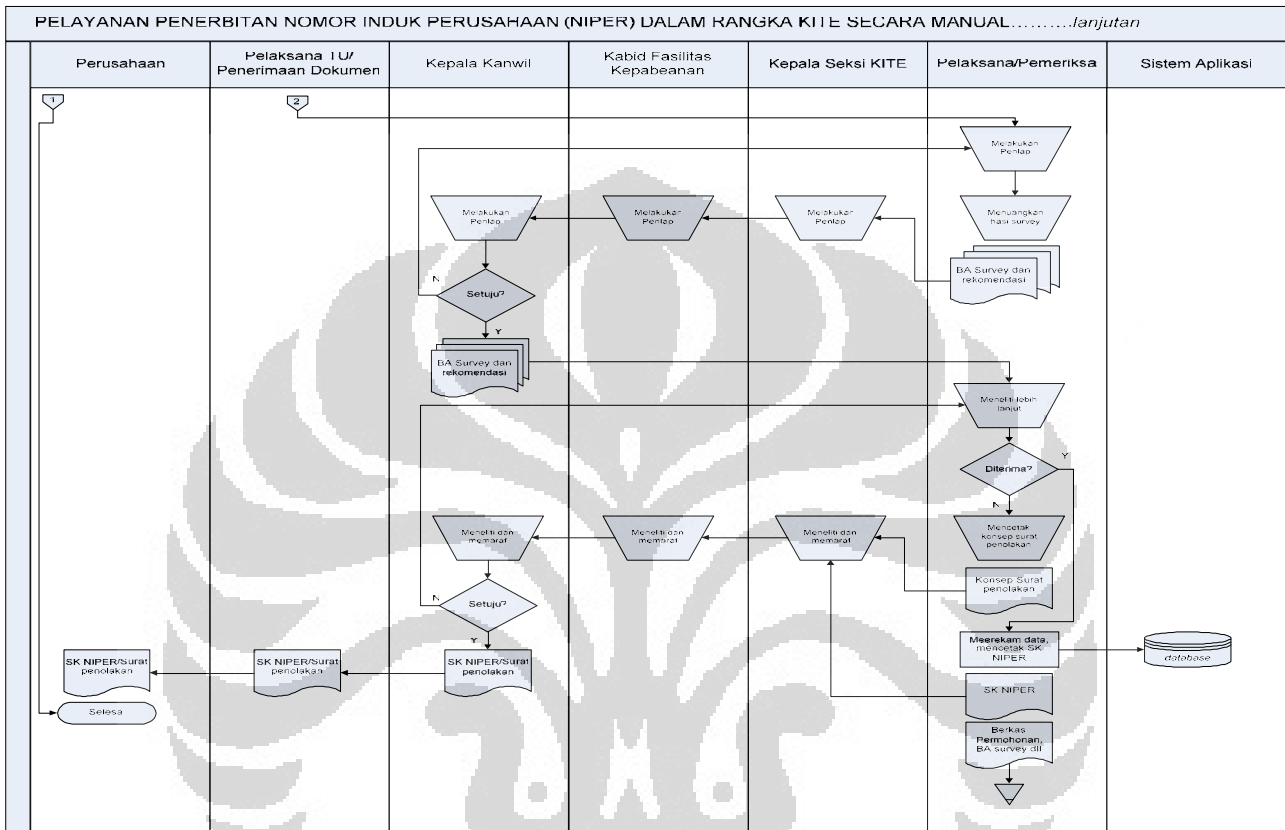 PELAYANAN PENERBITAN NOMOR INDUK PERUSAHAAN (NIPER) DALAM RANGKA KITE SECARA MANUAL..........lanjutan
Perusahaan
Pelaksana TU/
Penerimaan Dokumen
Kepala Kanwil
Kabid Fasilitas
Kepabeanan
Kepala Seksi KITE
Pelaksana/Pemeriksa
Sistem Aplikasi
1
2
Melakukan
Penlap
Melakukan
Penlap
Melakukan
Penlap
Melakukan
Penlap
Menuangkan
hasi survey
BA Survey dan
rekomendasi
N
Setuju?
Y
BA Survey dan
rekomendasi
Meneliti lebih
lanjut
Diterima?
Y
N
Meneliti dan
memaraf
Meneliti dan
memaraf
Meneliti dan
memaraf
Mencetak
konsep surat
penolakan
Konsep Surat
penolakan
N
Setuju?
Y
Meerekam data,
mencetak SK
NIPER
database
SK NIPER/Surat
penolakan
SK NIPER/Surat
penolakan
SK NIPER/Surat
penolakan
SK NIPER
Selesa
Berkas
Permohonan,
BA survey dll